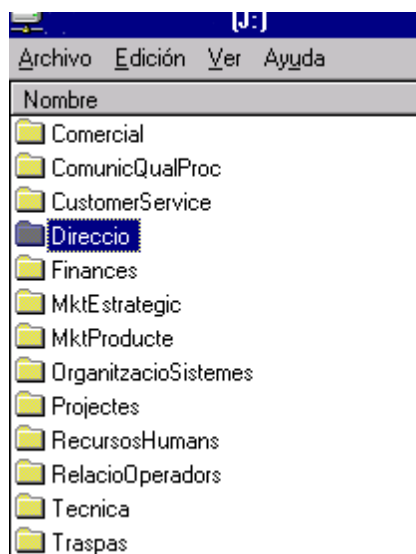 (J:)
Archivo Edición Ver Ayuda
Nombre
Comercial
ComunicQualProc
CustomerService
Direccio
Finances
MktEstrategic
MktProducte
OrganitzacioSistemes
Projectes
RecursosHumans
RelacioOperadors
Tecnica
Traspas